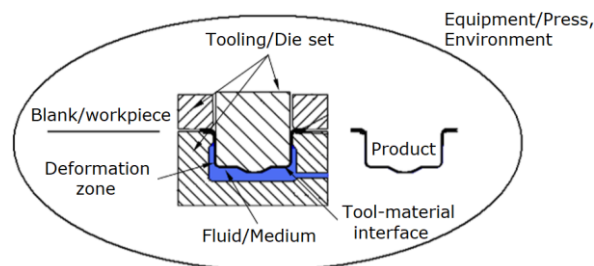 Equipment/Press,
Environment
Tooling/Die set
Blank/workpiece
Product
Deformation
zone
Tool-material
interface
Fluid/Medium